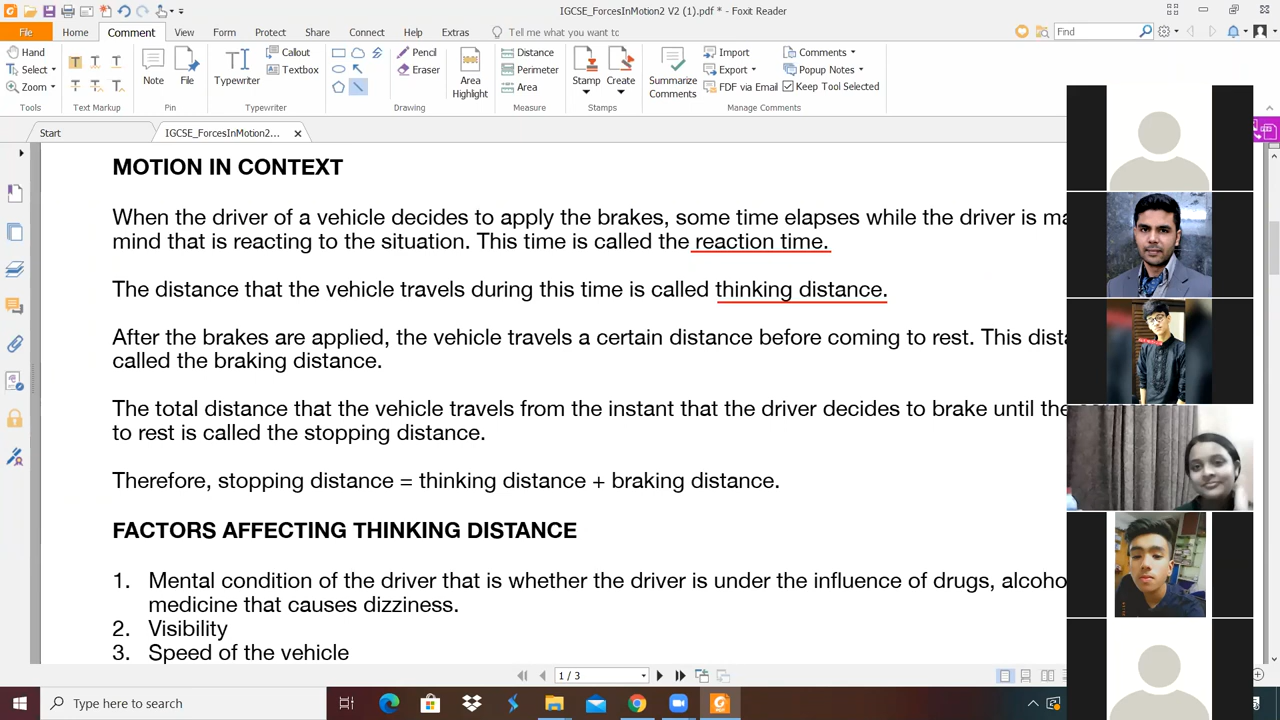 IGCSE_ForcesInMotion2 V2 (1).pdf * - Foxit Reader
File Home Comment View Form Protect Share Connect Help Extras Tell me what you want to Find
Hand Select Zoom Tools
Text Markup
Note File Pin
Typewriter Callout Textbox Typewriter
Pencil Eraser Drawing
Area Highlight
Distance Perimeter Area Measure
Stamp Create Stamps
Summarize Comments
Import Export FDF via Email
Comments Popup Notes Keep Tool Selected
Manage Comments
Start IGCSE_ForcesInMotion2...
MOTION IN CONTEXT
When the driver of a vehicle decides to apply the brakes, some time elapses while the driver is ma
mind that is reacting to the situation. This time is called the reaction time.
The distance that the vehicle travels during this time is called thinking distance.
After the brakes are applied, the vehicle travels a certain distance before coming to rest. This dista
called the braking distance.
The total distance that the vehicle travels from the instant that the driver decides to brake until the
to rest is called the stopping distance.
Therefore, stopping distance = thinking distance + braking distance.
FACTORS AFFECTING THINKING DISTANCE
1. Mental condition of the driver that is whether the driver is under the influence of drugs, alcoho
medicine that causes dizziness.
2. Visibility
3. Speed of the vehicle
1 / 3
Type here to search